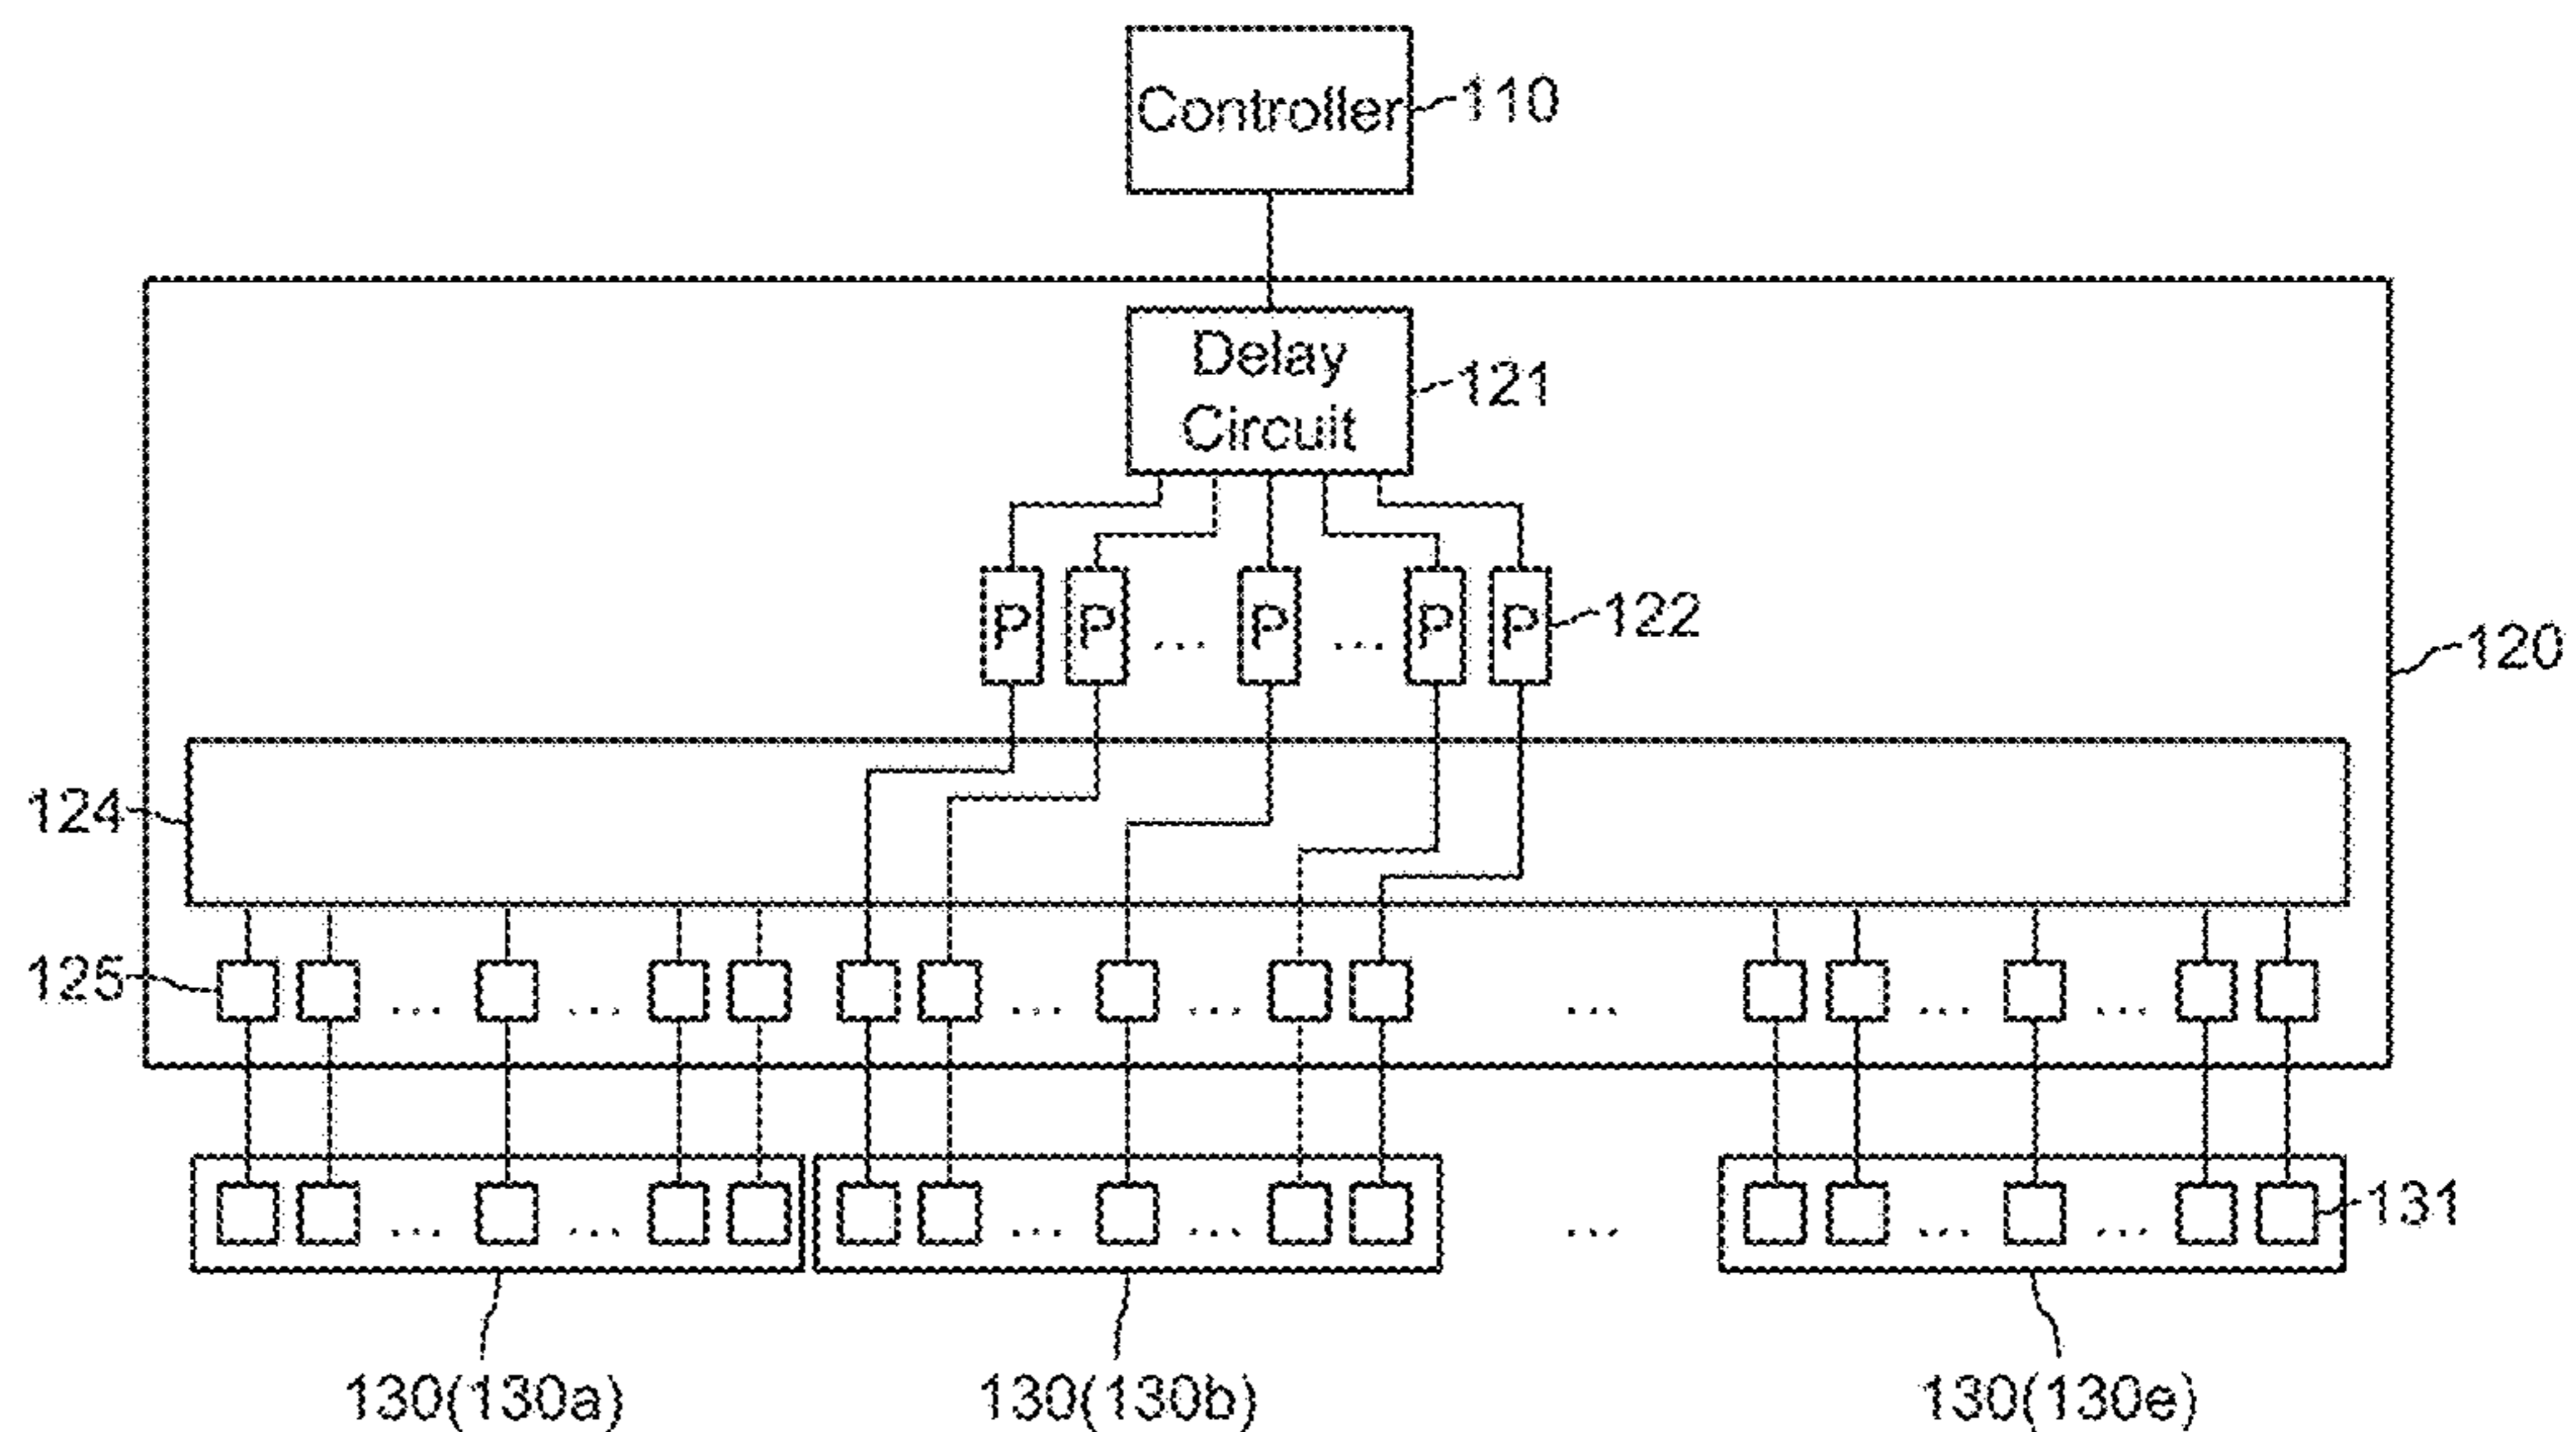 Controller
110
Delay
Circuit
121
P P ... P ... P P
122
120
124
125
... ... ... ... ... ... ...
... ... ... ... ... ... ...
131
130(130a) 130(130b) 130(130e)